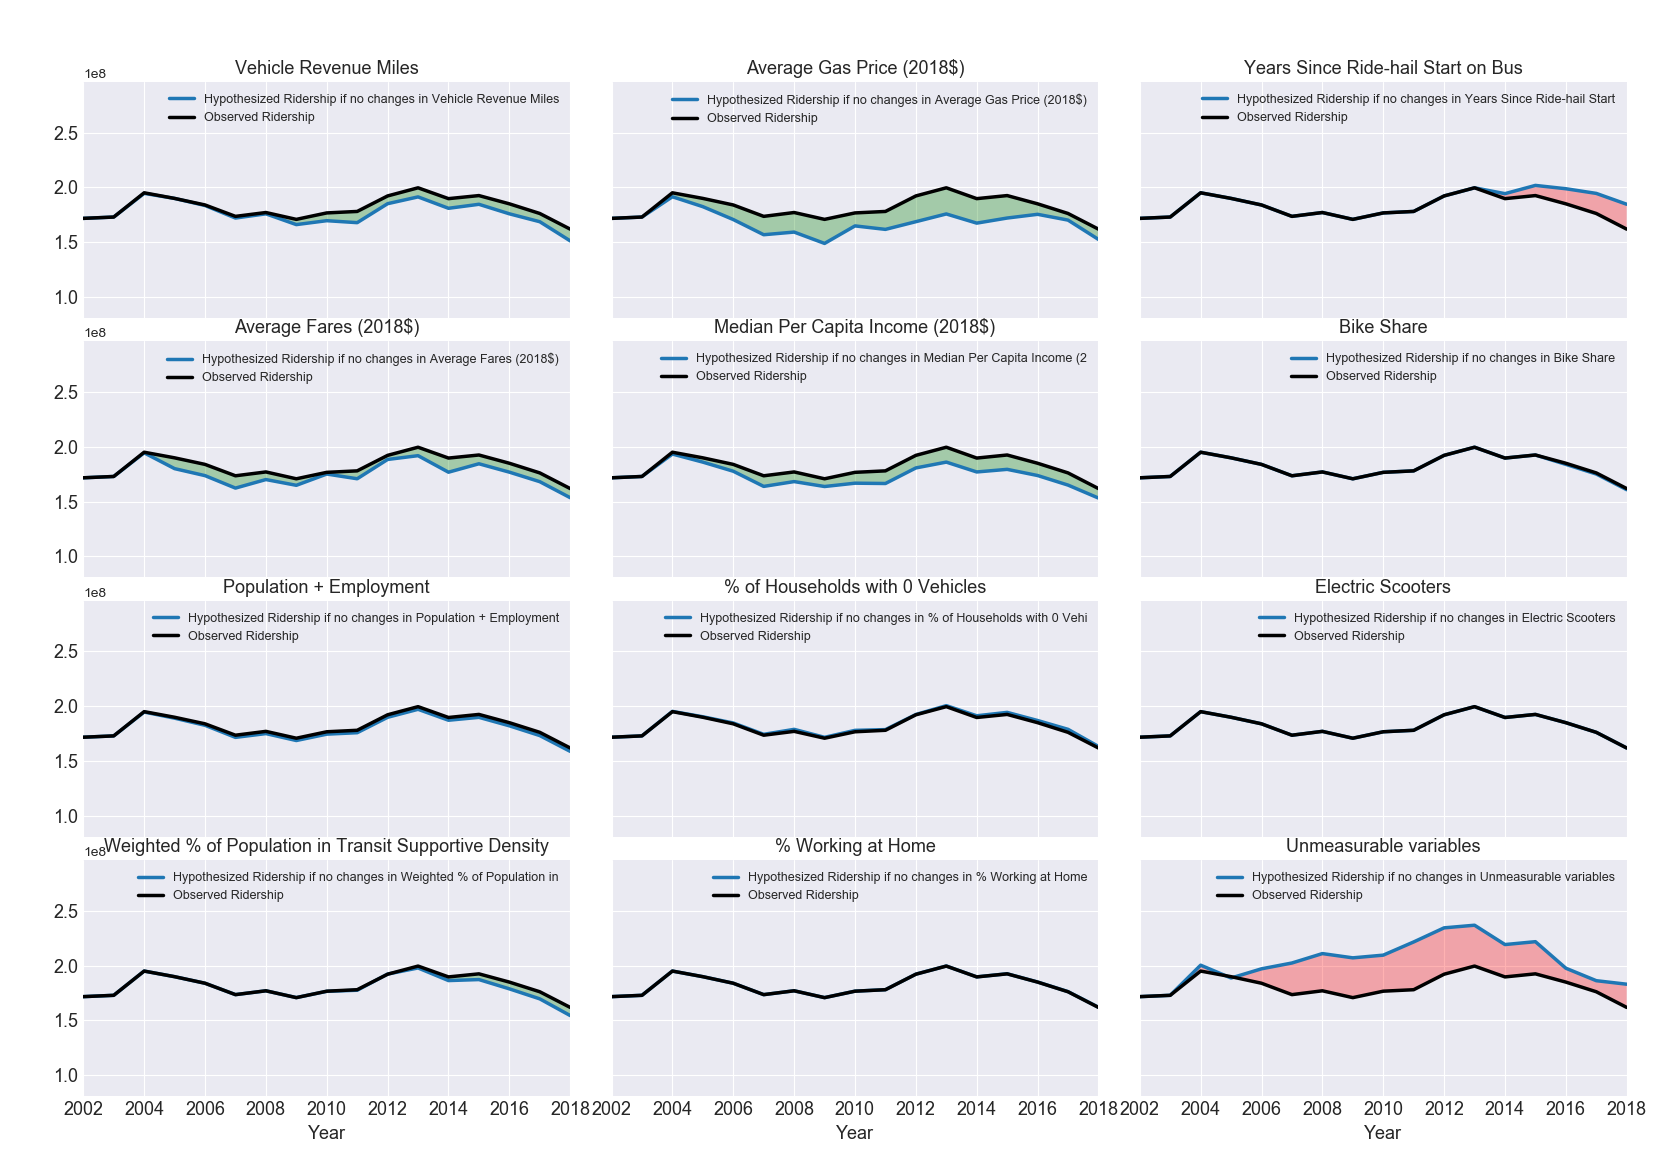 Vehicle Revenue Miles
1e8
Hypothesized Ridership if no changes in Vehicle Revenue Miles
Observed Ridership
2.5
2.0
1.5
1.0
Average Gas Price (2018$)
Hypothesized Ridership if no changes in Average Gas Price (2018$)
Observed Ridership
Years Since Ride-hail Start on Bus
Hypothesized Ridership if no changes in Years Since Ride-hail Start
Observed Ridership
Average Fares (2018$)
1e8
Hypothesized Ridership if no changes in Average Fares (2018$)
Observed Ridership
2.5
2.0
1.5
1.0
Median Per Capita Income (2018$)
Hypothesized Ridership if no changes in Median Per Capita Income (2
Observed Ridership
Bike Share
Hypothesized Ridership if no changes in Bike Share
Observed Ridership
Population + Employment
1e8
Hypothesized Ridership if no changes in Population + Employment
Observed Ridership
2.5
2.0
1.5
1.0
% of Households with 0 Vehicles
Hypothesized Ridership if no changes in % of Households with 0 Vehi
Observed Ridership
Electric Scooters
Hypothesized Ridership if no changes in Electric Scooters
Observed Ridership
Weighted % of Population in Transit Supportive Density
1e8
Hypothesized Ridership if no changes in Weighted % of Population in
Observed Ridership
2.5
2.0
1.5
1.0
2002 2004 2006 2008 2010 2012 2014 2016 2018
Year
% Working at Home
Hypothesized Ridership if no changes in % Working at Home
Observed Ridership
2002 2004 2006 2008 2010 2012 2014 2016 2018
Year
Unmeasurable variables
Hypothesized Ridership if no changes in Unmeasurable variables
Observed Ridership
2002 2004 2006 2008 2010 2012 2014 2016 2018
Year